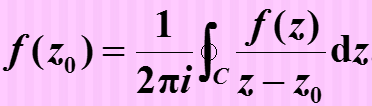 f(z₀) = 1/2πi ∮_C f(z)/z − z₀ dz